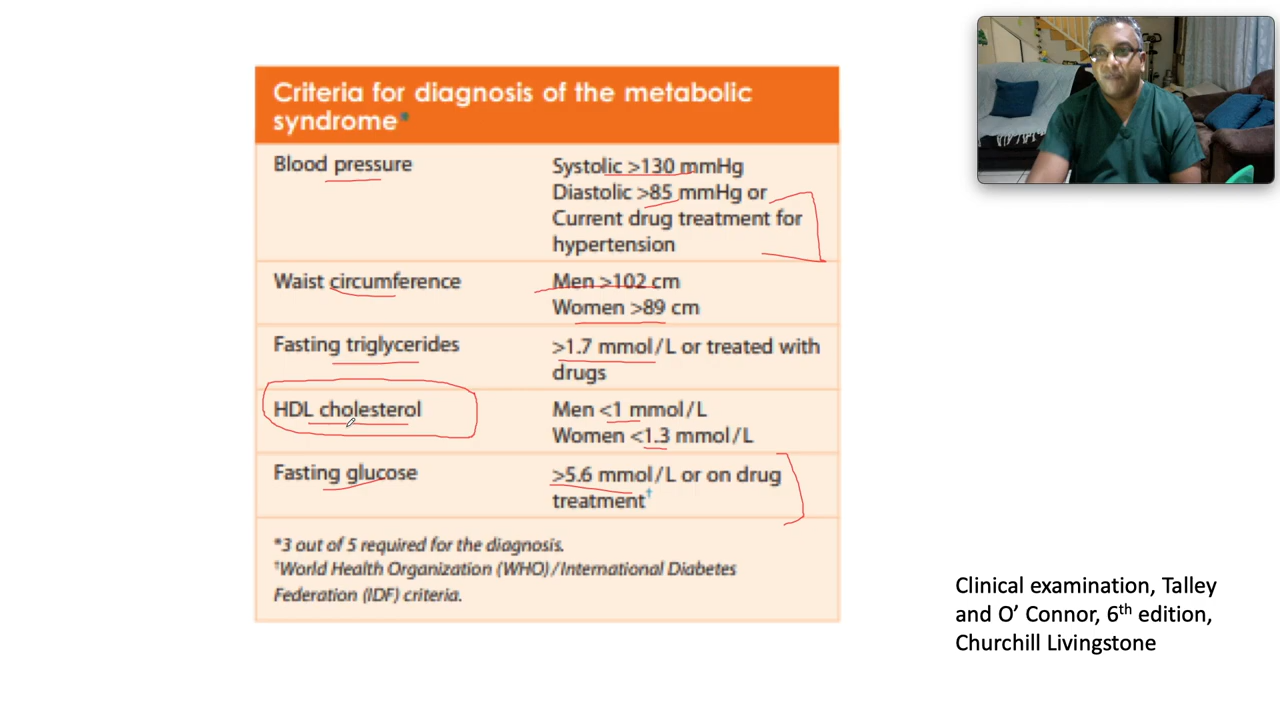 Criteria for diagnosis of the metabolic
syndrome*
Blood pressure
Systolic >130 mmHg
Diastolic >85 mmHg or
Current drug treatment for
hypertension
Waist circumference
Men >102 cm
Women >89 cm
Fasting triglycerides
>1.7 mmol/L or treated with
drugs
HDL cholesterol
Men <1 mmol/L
Women <1.3 mmol/L
Fasting glucose
>5.6 mmol/L or on drug
treatment†
*3 out of 5 required for the diagnosis.
†World Health Organization (WHO)/International Diabetes
Federation (IDF) criteria.
Clinical examination, Talley
and O’ Connor, 6th edition,
Churchill Livingstone